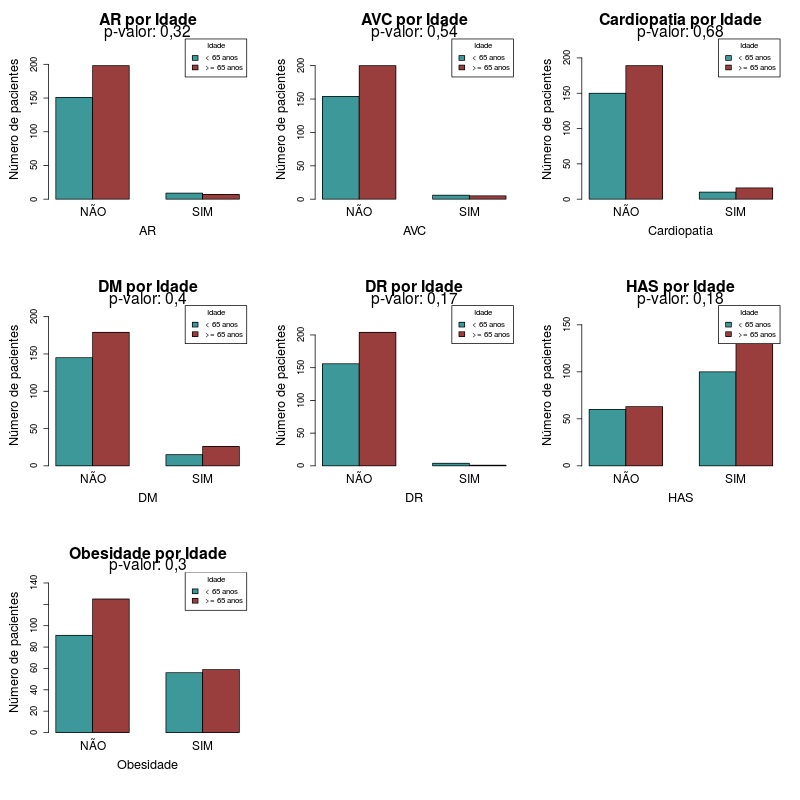 AR por Idade
p-valor: 0,32
Idade
< 65 anos
>= 65 anos
Número de pacientes
0
50
100
150
200
NÃO
SIM
AR
AVC por Idade
p-valor: 0,54
Idade
< 65 anos
>= 65 anos
Número de pacientes
0
50
100
150
200
NÃO
SIM
AVC
Cardiopatia por Idade
p-valor: 0,68
Idade
< 65 anos
>= 65 anos
Número de pacientes
0
50
100
150
200
NÃO
SIM
Cardiopatia
DM por Idade
p-valor: 0,4
Idade
< 65 anos
>= 65 anos
Número de pacientes
0
50
100
150
200
NÃO
SIM
DM
DR por Idade
p-valor: 0,17
Idade
< 65 anos
>= 65 anos
Número de pacientes
0
50
100
150
200
NÃO
SIM
DR
HAS por Idade
p-valor: 0,18
Idade
< 65 anos
>= 65 anos
Número de pacientes
0
50
100
150
NÃO
SIM
HAS
Obesidade por Idade
p-valor: 0,3
Idade
< 65 anos
>= 65 anos
Número de pacientes
0
20
40
60
80
100
140
NÃO
SIM
Obesidade